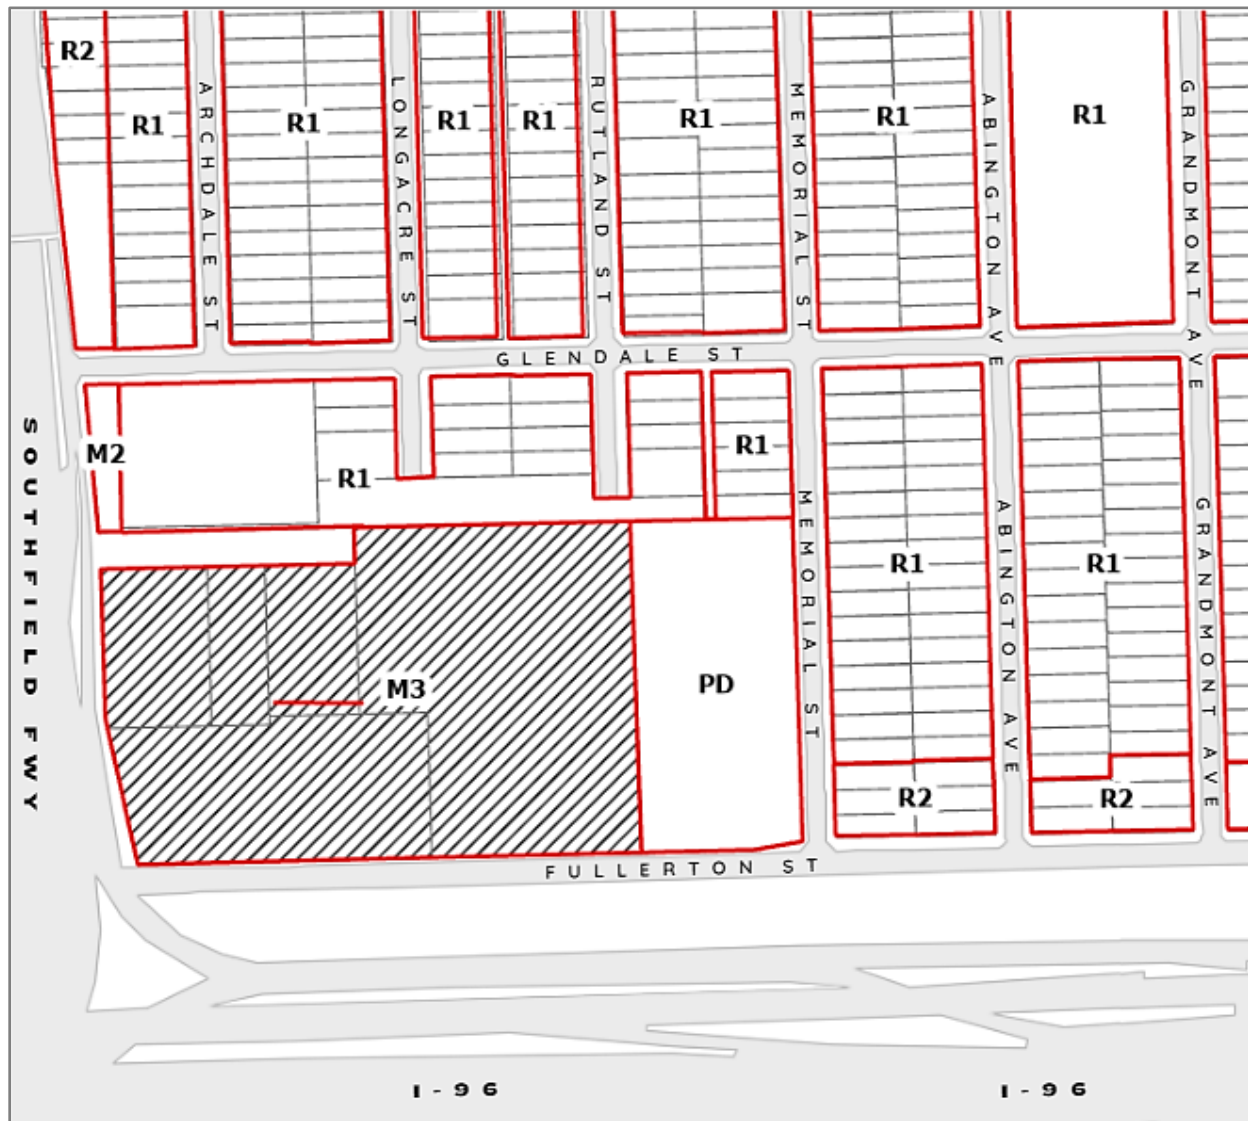 R2
R1
R1
R1
R1
R1
R1
R1
ARCHDALE ST
LONGACRE ST
RUTLAND ST
MEMORIAL ST
ABINGTON AVE
GRANDMONT AVE
GLENDALE ST
SOUTHFIELD FWY
M2
R1
R1
MEMORIAL ST
R1
ABINGTON AVE
R1
GRANDMONT AVE
M3
PD
R2
R2
FULLERTON ST
I-96
I-96